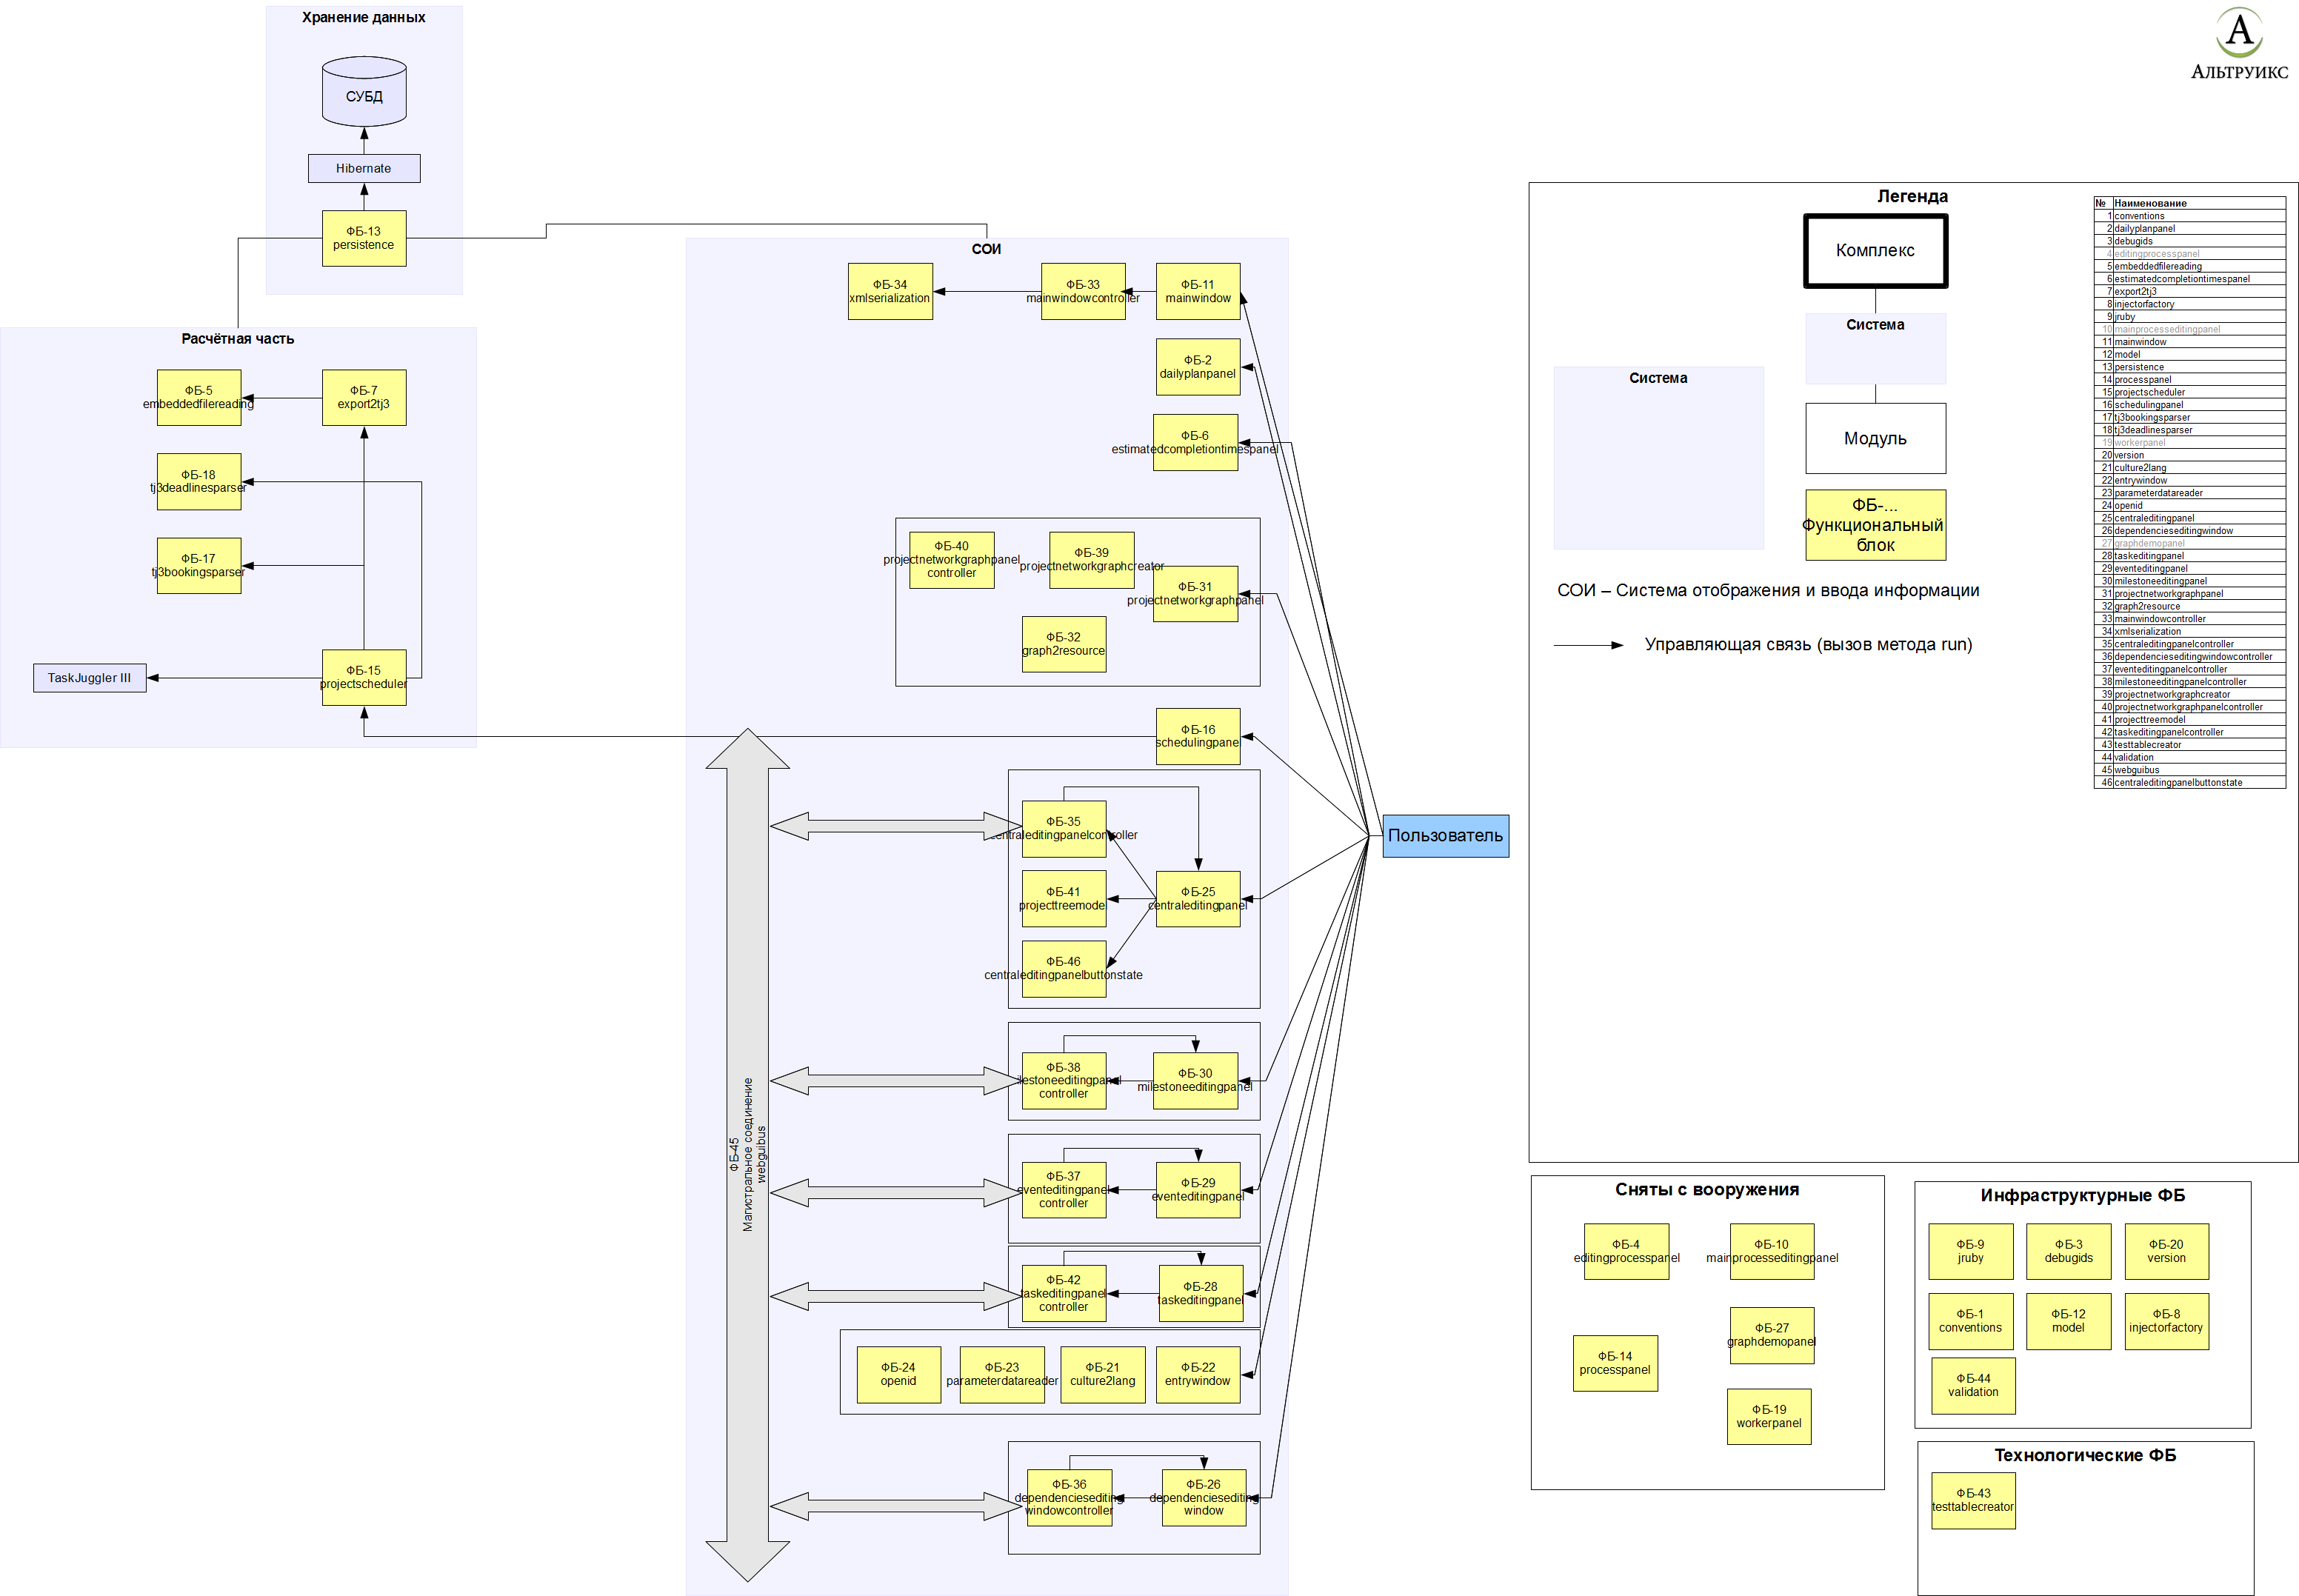 Хранение данных
СУБД
Hibernate
ФБ-13
persistence
Расчётная часть
ФБ-5
embeddedfilereading
ФБ-7
export2tj3
ФБ-18
tj3deadlinesparser
ФБ-17
tj3bookingsparser
TaskJuggler III
ФБ-15
projectscheduler
СОИ
ФБ-34
xmlserialization
ФБ-33
mainwindowcontroller
ФБ-11
mainwindow
ФБ-2
dailyplanpanel
ФБ-6
estimatedcompletiontimespanel
ФБ-40
projectnetworkgraphpanel
controller
ФБ-39
projectnetworkgraphcreator
ФБ-31
projectnetworkgraphpanel
ФБ-32
graph2resource
ФБ-16
schedulingpanel
ФБ-35
centraleditingpanelcontroller
ФБ-41
projecttreemodel
ФБ-25
centraleditingpanel
ФБ-46
centraleditingpanelbuttonstate
ФБ-38
milestoneeditingpanel
controller
ФБ-30
milestoneeditingpanel
ФБ-37
eventeditingpanel
controller
ФБ-29
eventeditingpanel
ФБ-42
taskeditingpanel
controller
ФБ-28
taskeditingpanel
ФБ-24
openid
ФБ-23
parameterdatareader
ФБ-21
culture2lang
ФБ-22
entrywindow
ФБ-36
dependenciesediting
windowcontroller
ФБ-26
dependenciesediting
window
ФБ-45
Магистральное соединение
webguibus
Пользователь
АЛЬТРУИКС
Легенда
Комплекс
Система
Система
Модуль
ФБ-...
Функциональный
блок
СОИ – Система отображения и ввода информации
Управляющая связь (вызов метода run)
№ Наименование
1 conventions
2 dailyplanpanel
3 debugids
4 editingprocesspanel
5 embeddedfilereading
6 estimatedcompletiontimespanel
7 export2tj3
8 injectorfactory
9 jruby
10 mainprocesseditingpanel
11 mainwindow
12 model
13 persistence
14 processpanel
15 projectscheduler
16 schedulingpanel
17 tj3bookingsparser
18 tj3deadlinesparser
19 workerpanel
20 version
21 culture2lang
22 entrywindow
23 parameterdatareader
24 openid
25 centraleditingpanel
26 dependencieseditingwindow
27 graphdemopanel
28 taskeditingpanel
29 eventeditingpanel
30 milestoneeditingpanel
31 projectnetworkgraphpanel
32 graph2resource
33 mainwindowcontroller
34 xmlserialization
35 centraleditingpanelcontroller
36 dependencieseditingwindowcontroller
37 eventeditingpanelcontroller
38 milestoneeditingpanelcontroller
39 projectnetworkgraphcreator
40 projectnetworkgraphpanelcontroller
41 projecttreemodel
42 taskeditingpanelcontroller
43 testtablecreator
44 validation
45 webguibus
46 centraleditingpanelbuttonstate
Сняты с вооружения
ФБ-4
editingprocesspanel
ФБ-10
mainprocesseditingpanel
ФБ-27
graphdemopanel
ФБ-14
processpanel
ФБ-19
workerpanel
Инфраструктурные ФБ
ФБ-9
jruby
ФБ-3
debugids
ФБ-20
version
ФБ-1
conventions
ФБ-12
model
ФБ-8
injectorfactory
ФБ-44
validation
Технологические ФБ
ФБ-43
testtablecreator